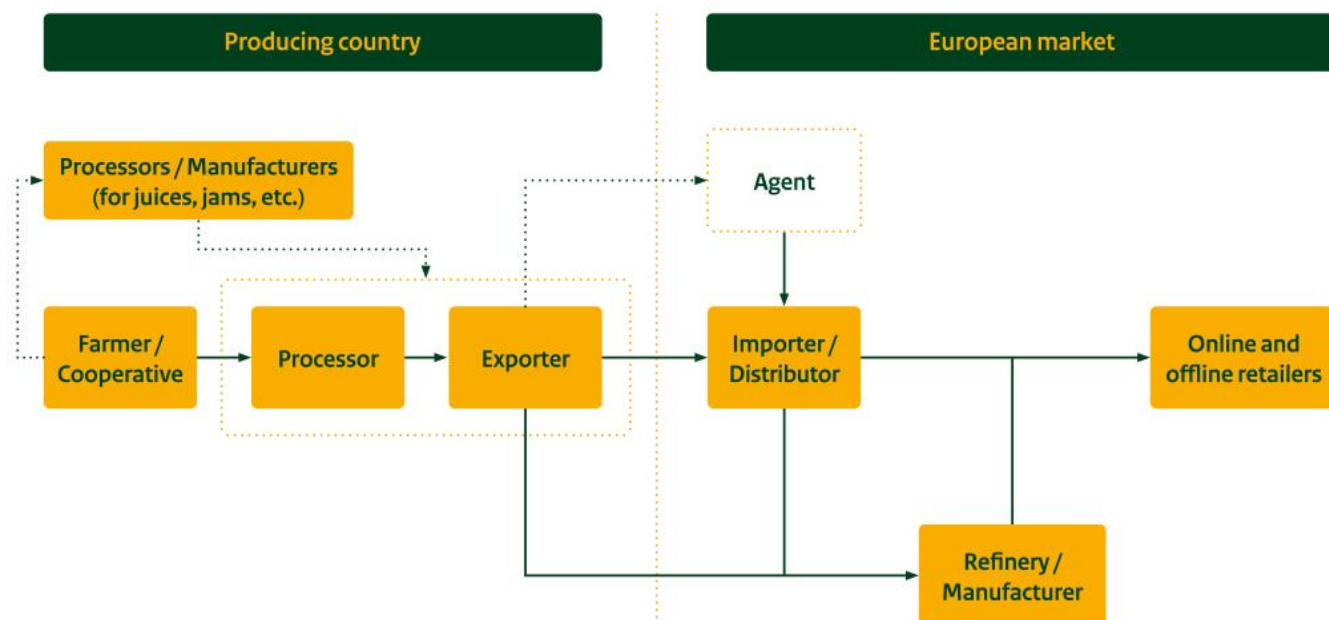 Producing country
European market
Processors / Manufacturers
(for juices, jams, etc.)
Agent
Farmer /
Cooperative
Processor
Exporter
Importer /
Distributor
Online and
offline retailers
Refinery /
Manufacturer